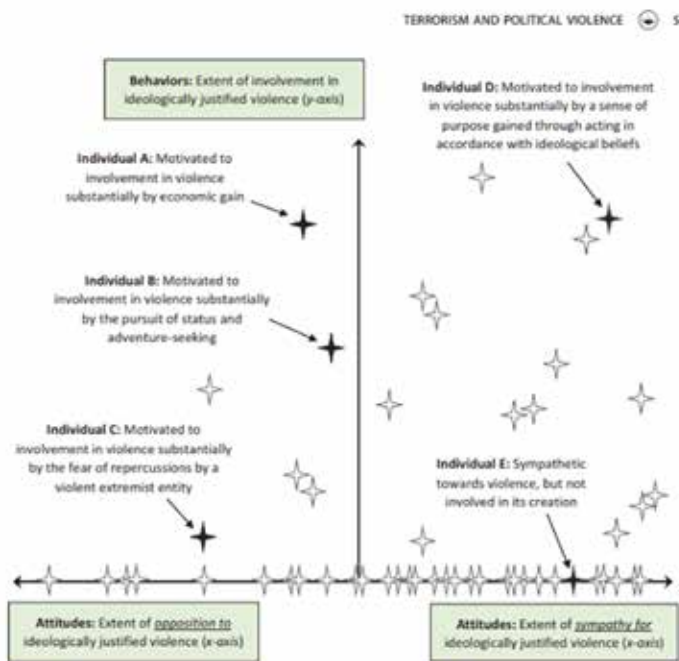 TERRORISM AND POLITICAL VIOLENCE 5
Behaviors: Extent of involvement in
ideologically justified violence (y-axis)
Individual D: Motivated to involvement
in violence substantially by a sense of
purpose gained through acting in
accordance with ideological beliefs
Individual A: Motivated to
involvement in violence
substantially by economic gain
Individual B: Motivated to
involvement in violence substantially
by the pursuit of status and
adventure-seeking
Individual C: Motivated to
involvement in violence substantially
by the fear of repercussions by a
violent extremist entity
Individual E: Sympathetic
towards violence, but not
involved in its creation
Attitudes: Extent of opposition to
ideologically justified violence (x-axis)
Attitudes: Extent of sympathy for
ideologically justified violence (x-axis)